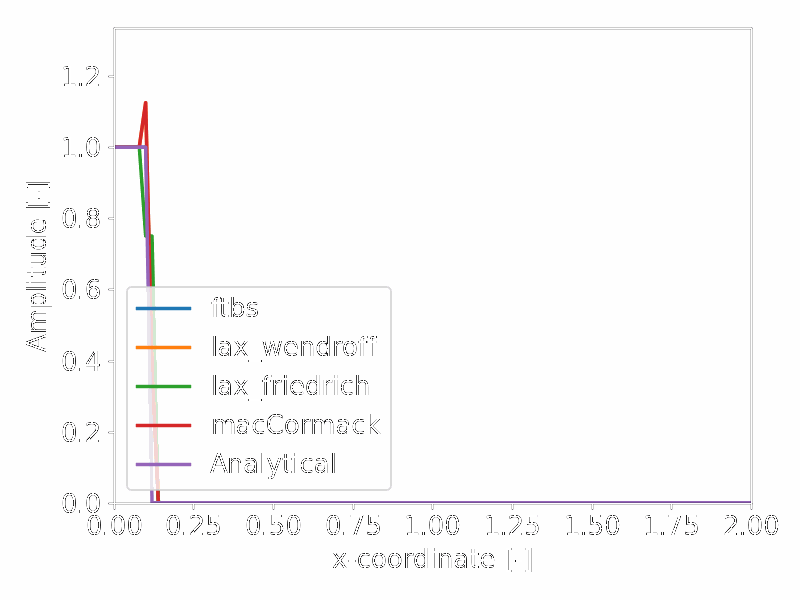 1.2
1.0
0.8
0.6
0.4
0.2
0.0
Amplitude [-]
ftbs
lax_wendroff
lax_friedrich
macCormack
Analytical
0.00 0.25 0.50 0.75 1.00 1.25 1.50 1.75 2.00
x-coordinate [-]